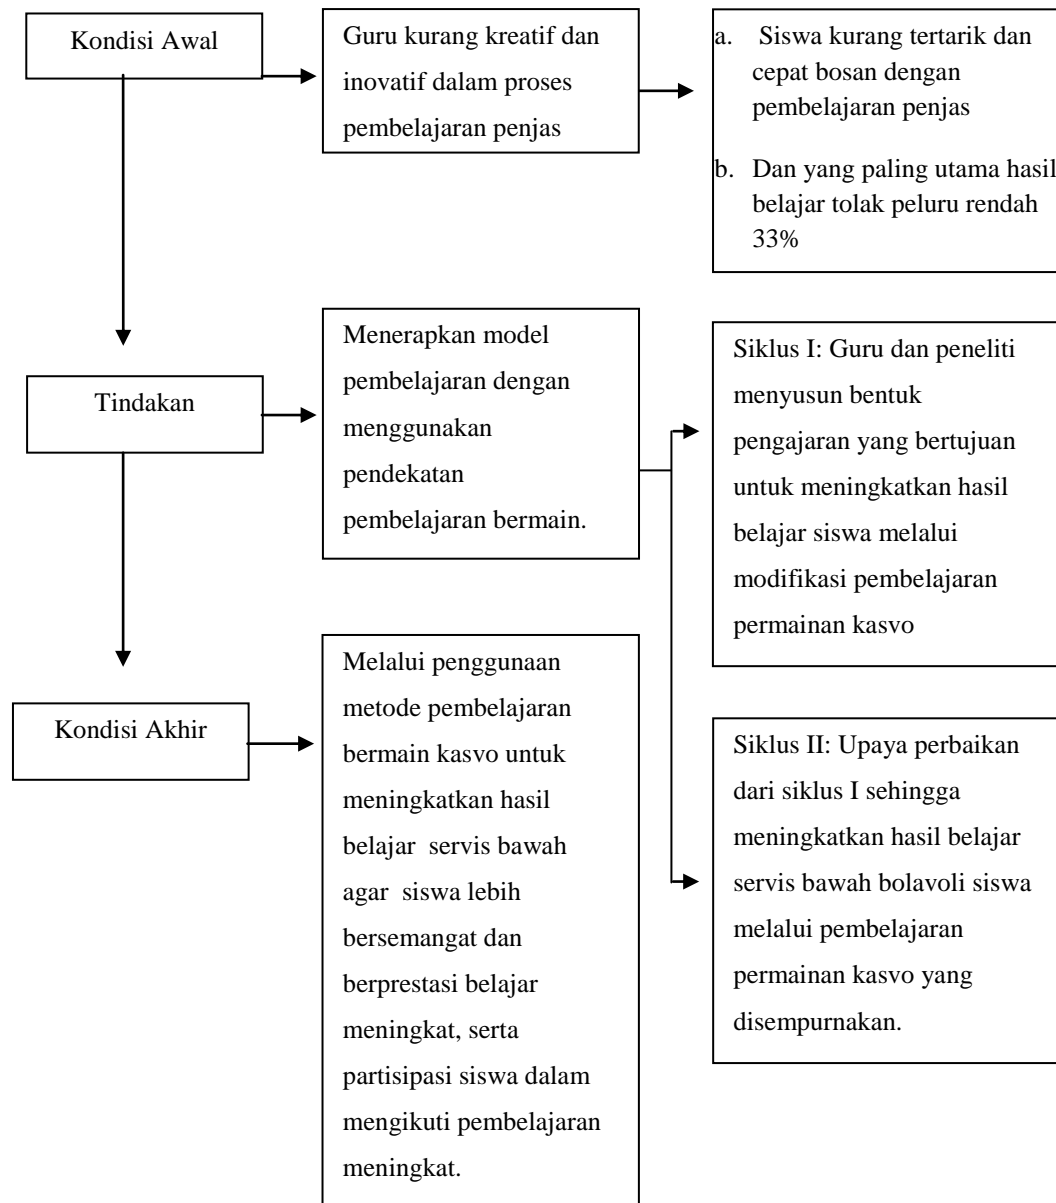 Kondisi Awal
Guru kurang kreatif dan
inovatif dalam proses
pembelajaran penjas
a. Siswa kurang tertarik dan
cepat bosan dengan
pembelajaran penjas
b. Dan yang paling utama hasil
belajar tolak peluru rendah
33%
Tindakan
Menerapkan model
pembelajaran dengan
menggunakan
pendekatan
pembelajaran bermain.
Siklus I: Guru dan peneliti
menyusun bentuk
pengajaran yang bertujuan
untuk meningkatkan hasil
belajar siswa melalui
modifikasi pembelajaran
permainan kasvo
Kondisi Akhir
Melalui penggunaan
metode pembelajaran
bermain kasvo untuk
meningkatkan hasil
belajar servis bawah
agar siswa lebih
bersemangat dan
berprestasi belajar
meningkat, serta
partisipasi siswa dalam
mengikuti pembelajaran
meningkat.
Siklus II: Upaya perbaikan
dari siklus I sehingga
meningkatkan hasil belajar
servis bawah bolavoli siswa
melalui pembelajaran
permainan kasvo yang
disempurnakan.